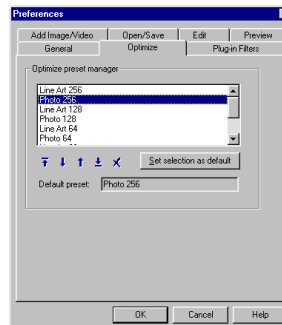 Preferences
Add Image/Video Open/Save Edit Preview
General Optimize Plug-in Filters
Optimize preset manager
Line Art 256
Photo 256
Line Art 128
Photo 128
Line Art 64
Photo 64
Set selection as default
Default preset: Photo 256
OK Cancel Help